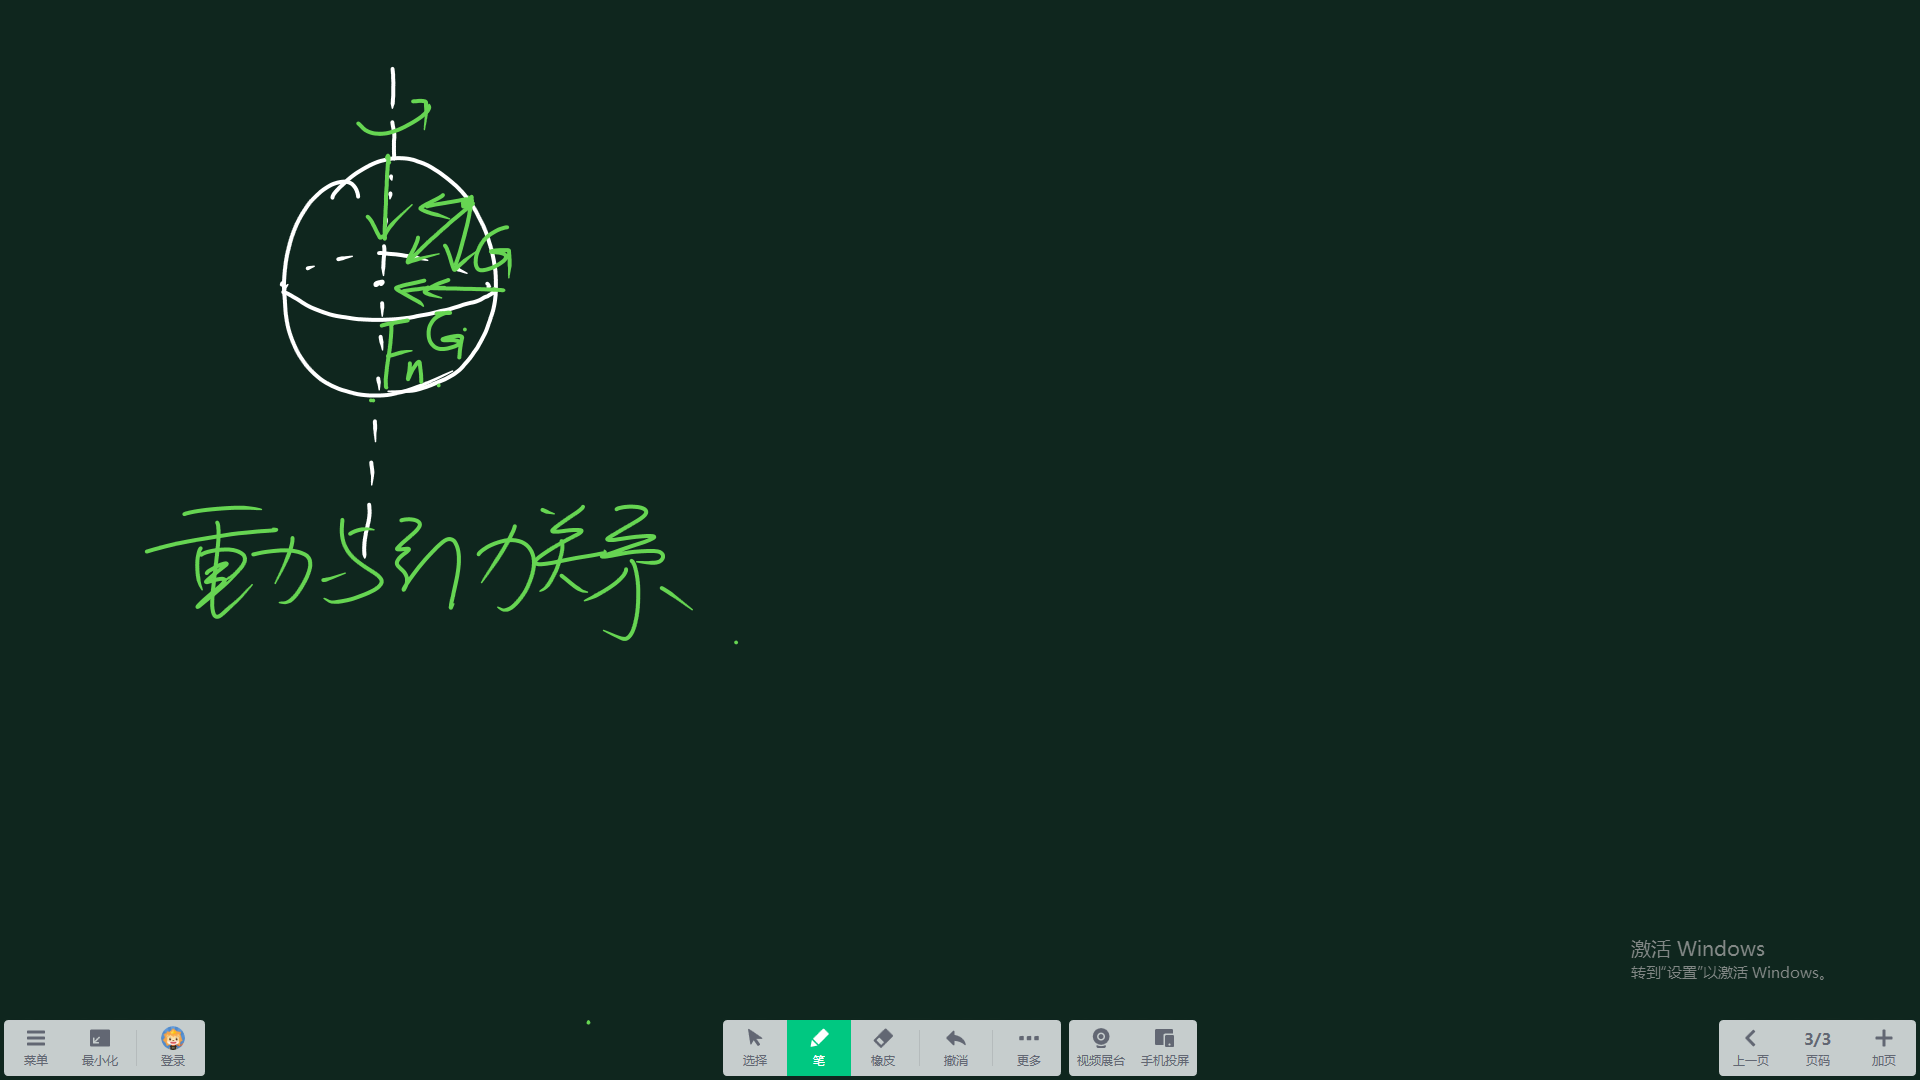 G
G
Fn
重力与引力关系
激活 Windows
转到“设置”以激活 Windows。
菜单
最小化
登录
选择
笔
橡皮
撤消
更多
视频展台
手机投屏
上一页
3/3
页码
加页